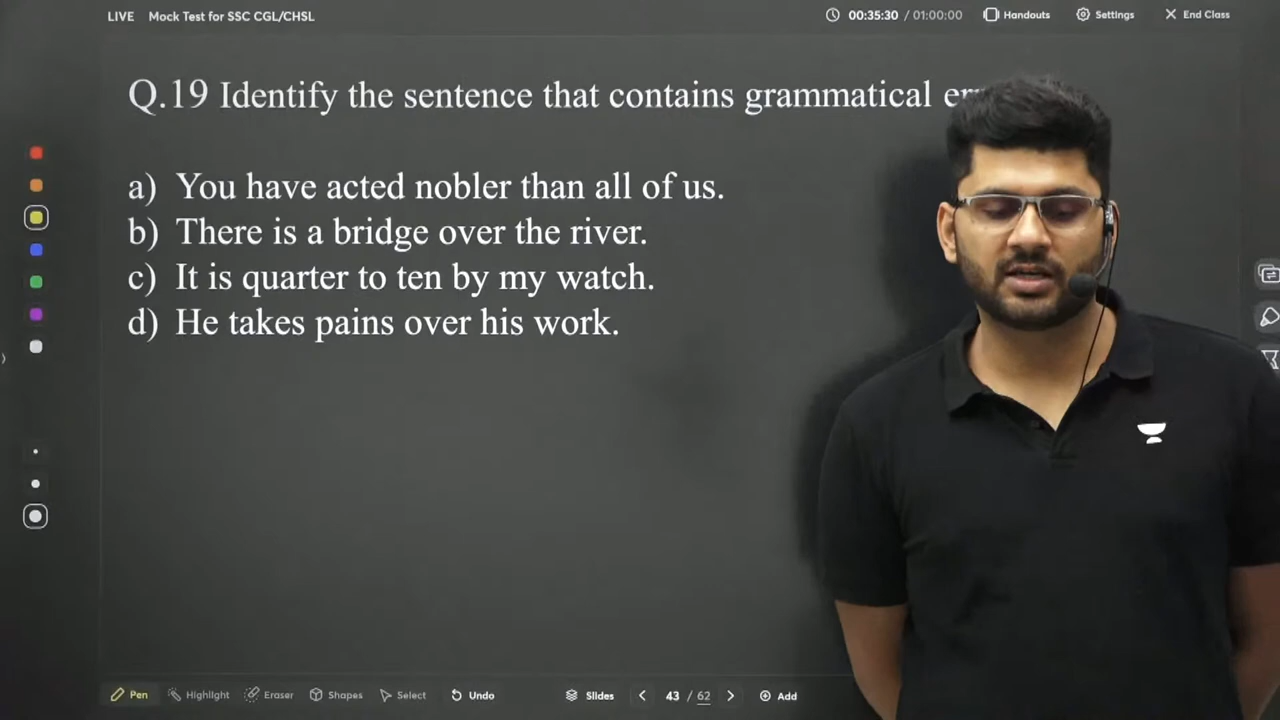 LIVE Mock Test for SSC CGL/CHSL 00:35:30 / 01:00:00 Handouts Settings End Class
Q.19 Identify the sentence that contains grammatical
a) You have acted nobler than all of us.
b) There is a bridge over the river.
c) It is quarter to ten by my watch.
d) He takes pains over his work.
Pen Highlight Eraser Shapes Select Undo Slides 43 / 62 Add